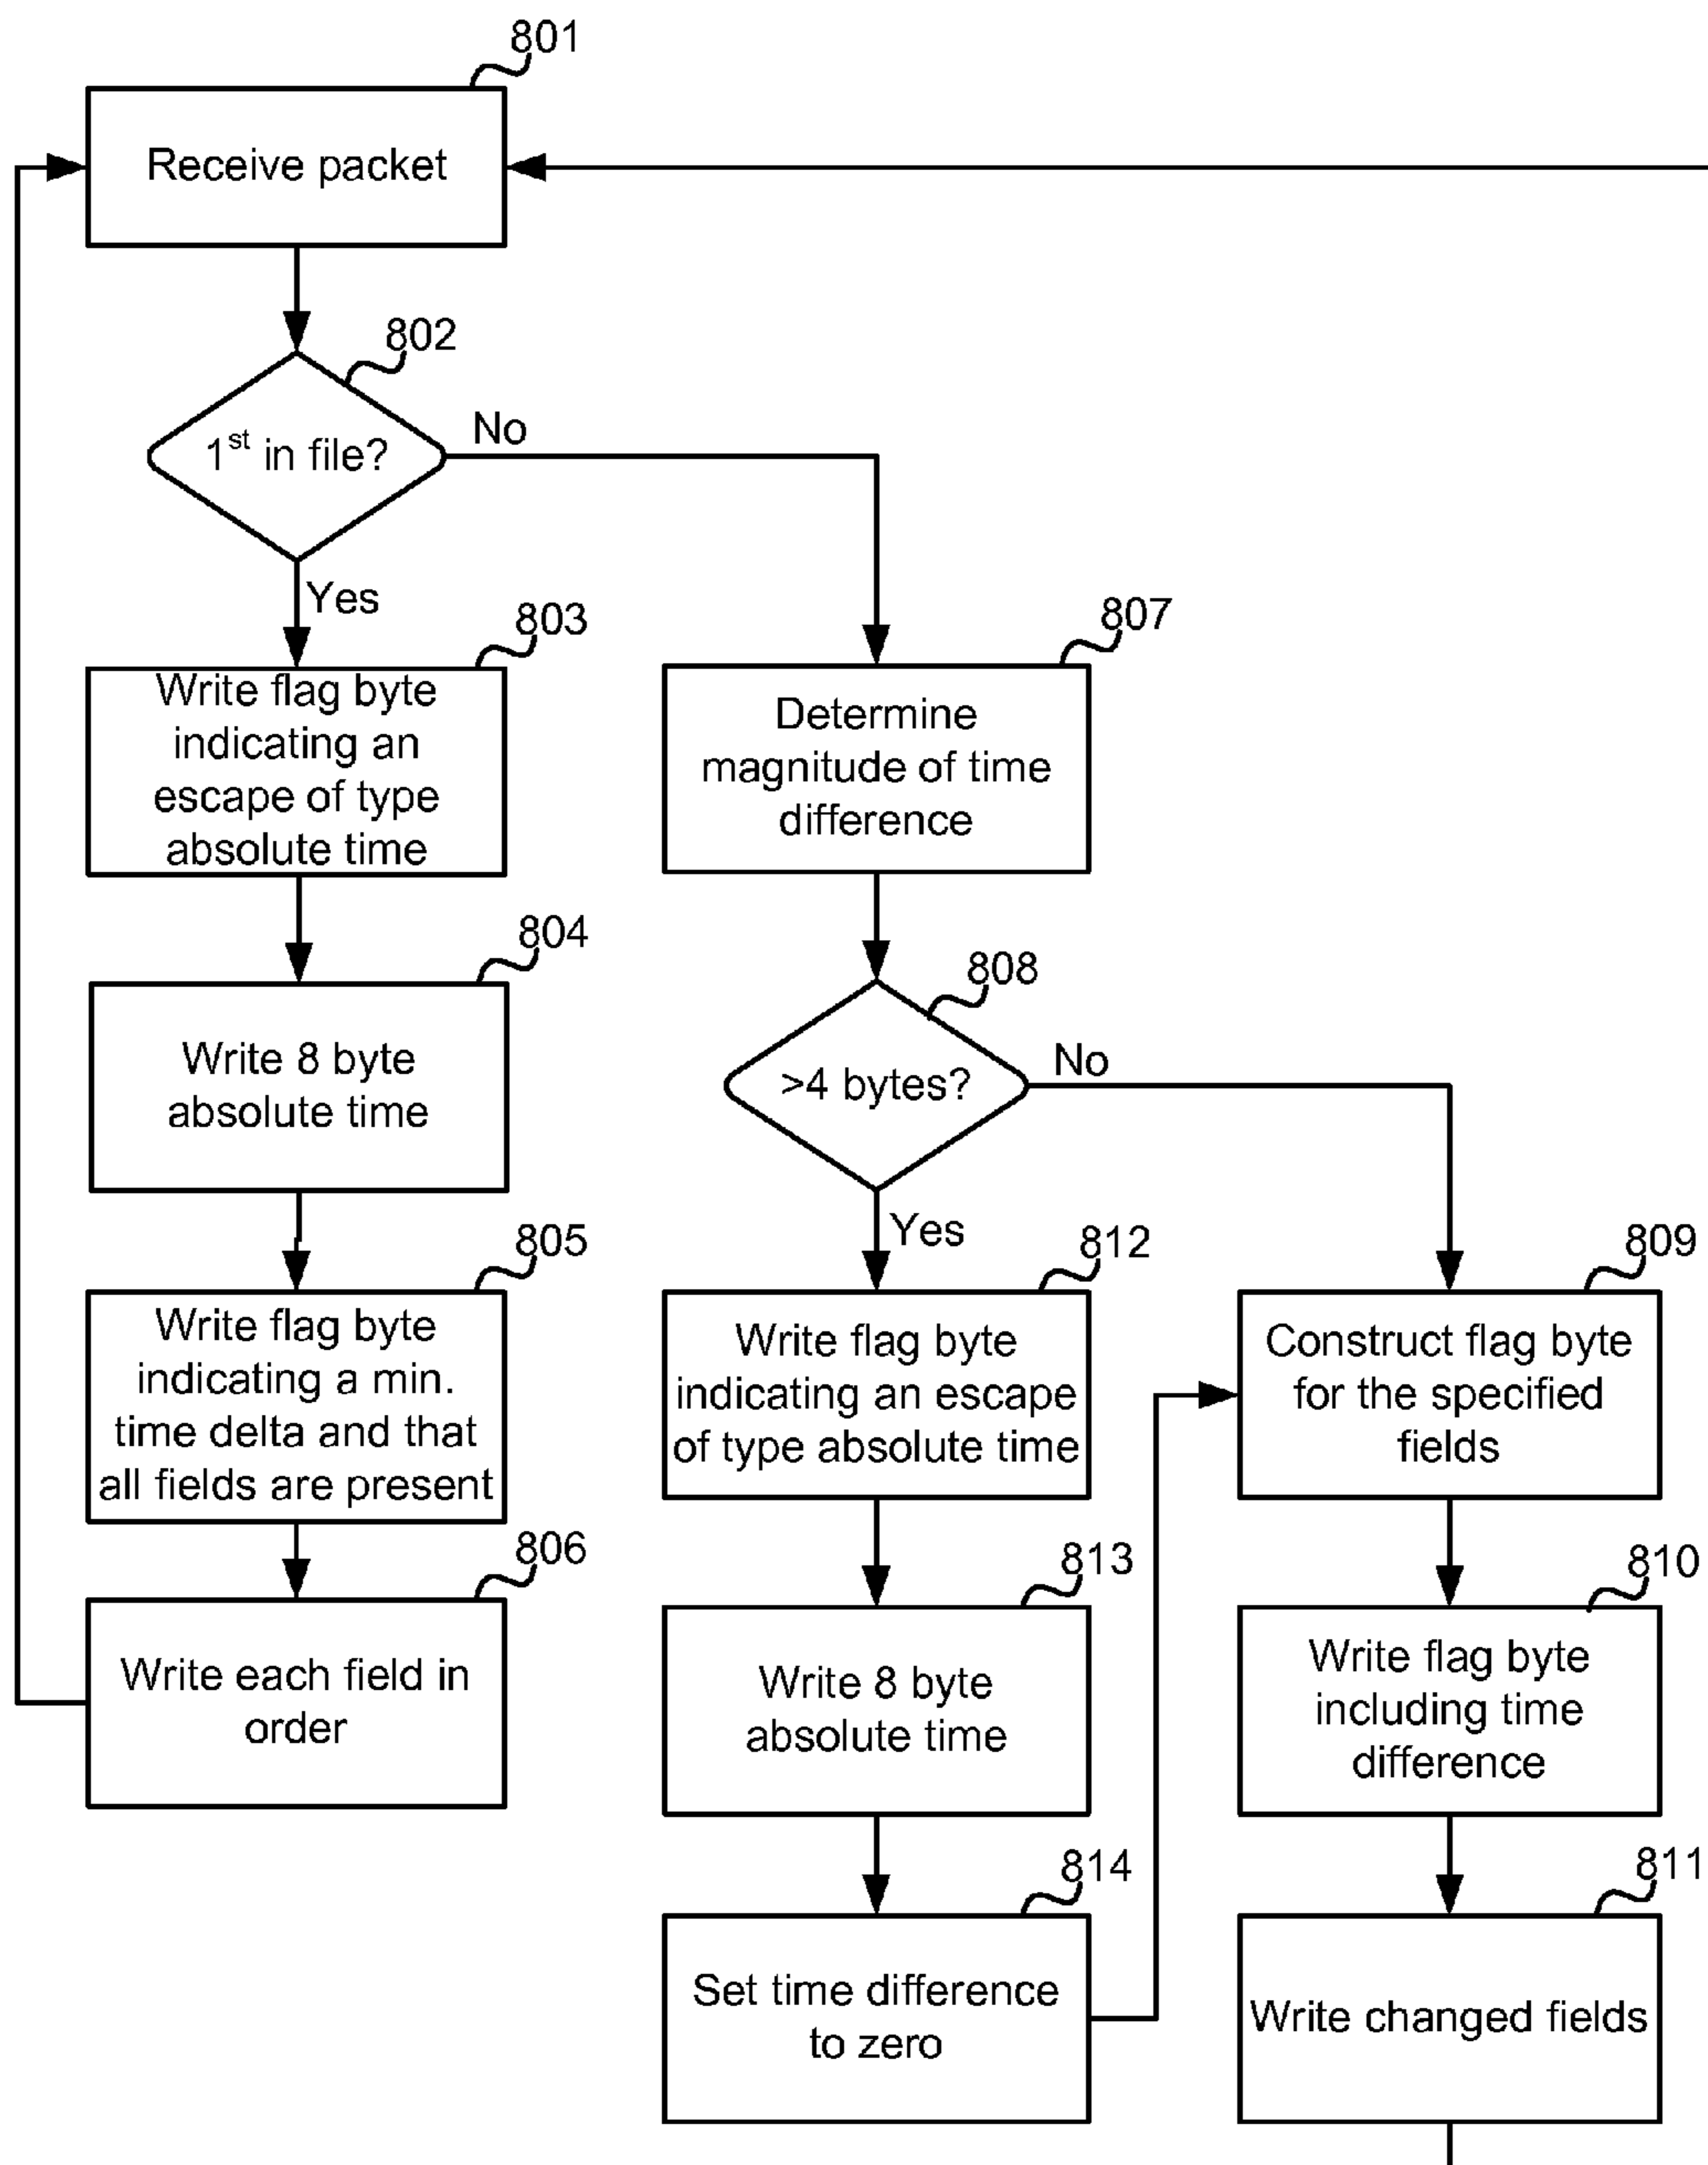 801
Receive packet
802
1st in file?
No
Yes
803
Write flag byte
indicating an
escape of type
absolute time
804
Write 8 byte
absolute time
805
Write flag byte
indicating a min.
time delta and that
all fields are present
806
Write each field in
order
807
Determine
magnitude of time
difference
808
>4 bytes?
No
Yes
812
Write flag byte
indicating an escape
of type absolute time
813
Write 8 byte
absolute time
814
Set time difference
to zero
809
Construct flag byte
for the specified
fields
810
Write flag byte
including time
difference
811
Write changed fields